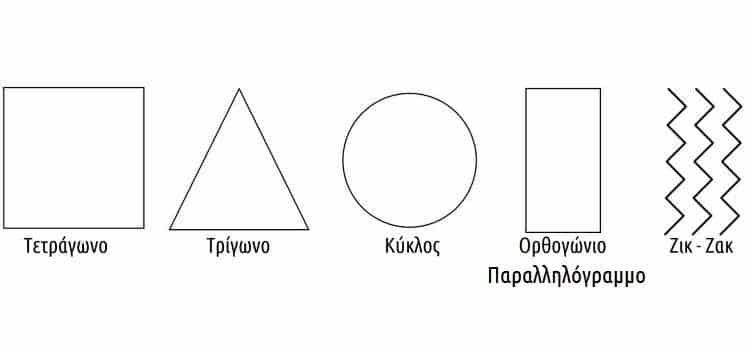 Τετράγωνο
Τρίγωνο
Κύκλος
Ορθογώνιο
Παραλληλόγραμμο
Ζικ - Ζακ